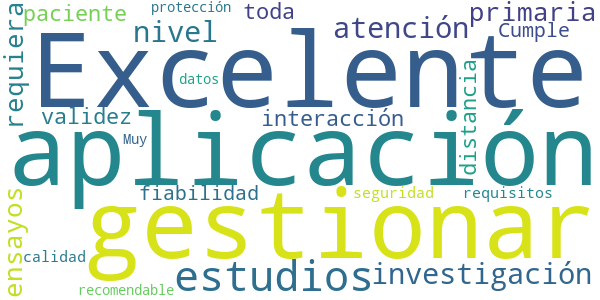 protección
paciente
toda
primaria
nivel
atención
Cumple
requiera
Excelente
datos
distancia
validez
interacción
Muy
aplicación
fiabilidad
seguridad
requisitos
ensayos
gestionar
calidad
estudios
investigación
recomendable